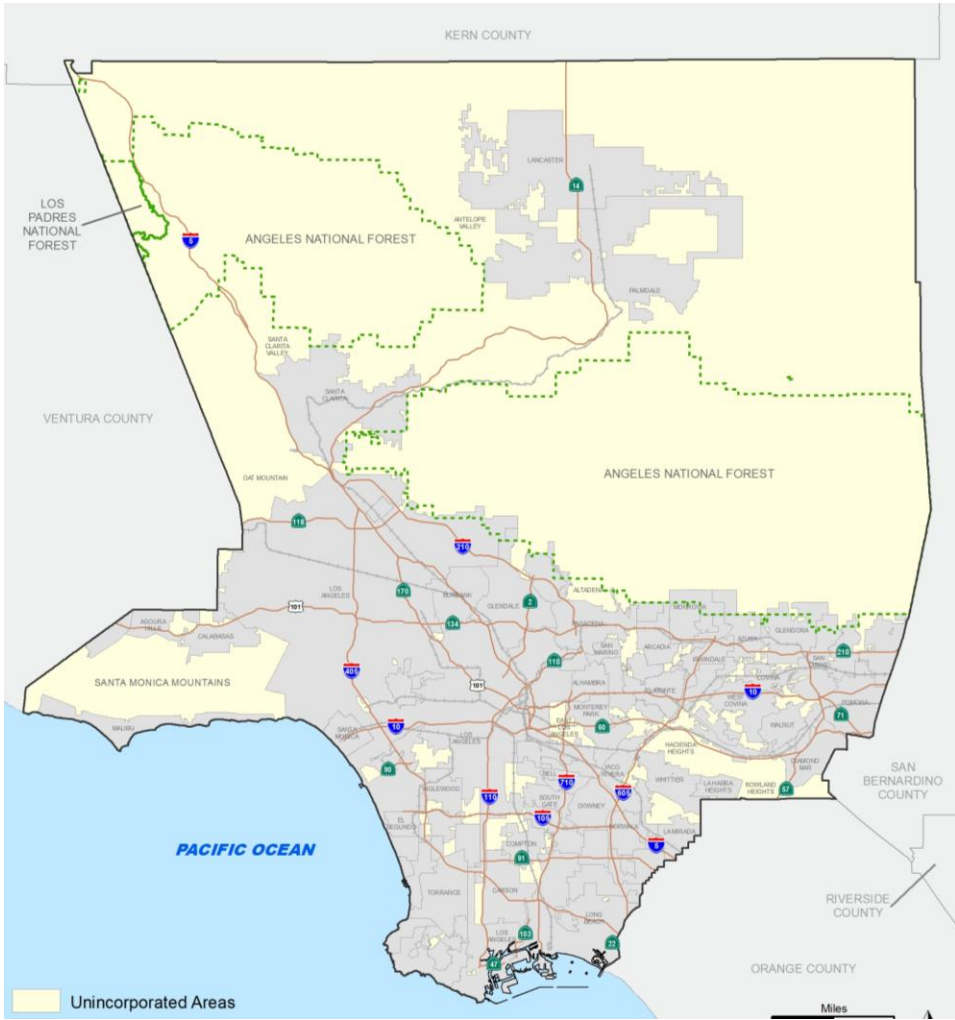 KERN COUNTY
LANCASTER
14
LOS
PADRES
NATIONAL
FOREST
ANTELOPE
VALLEY
5
ANGELES NATIONAL FOREST
PALMDALE
SANTA
CLARITA
VALLEY
SANTA
CLARITA
VENTURA COUNTY
ANGELES NATIONAL FOREST
OAT MOUNTAIN
118
210
LOS
ANGELES
170
BURBANK
GLENDALE
2
ALTADENA
101
MONROVIA
134
AGOURA
HILLS
CALABASAS
PASADENA
SAN
MARINO
ARCADIA
AZUSA
GLENDORA
210
IRWINDALE
SAN
110
405
SANTA MONICA MOUNTAINS
101
ALHAMBRA
EL MONTE
COVINA
10
WEST
COVINA
POMONA
MONTEREY
PARK
71
MALIBU
SANTA
MONICA
10
LOS
ANGELES
EAST
LOS
ANGELES
60
WALNUT
HACIENDA
HEIGHTS
DIAMOND
BAR
90
BELL
PICO
RIVERA
WHITTIER
LA HABRA
HEIGHTS
ROWLAND
HEIGHTS
57
SAN
BERNARDINO
COUNTY
INGLEWOOD
110
710
605
SOUTH
GATE
DOWNEY
105
EL
SEGUNDO
NORWALK
LA MIRADA
5
PACIFIC OCEAN
COMPTON
91
TORRANCE
CARSON
RIVERSIDE
COUNTY
LONG
BEACH
LOS
ANGELES
103
22
47
ORANGE COUNTY
Unincorporated Areas
Miles